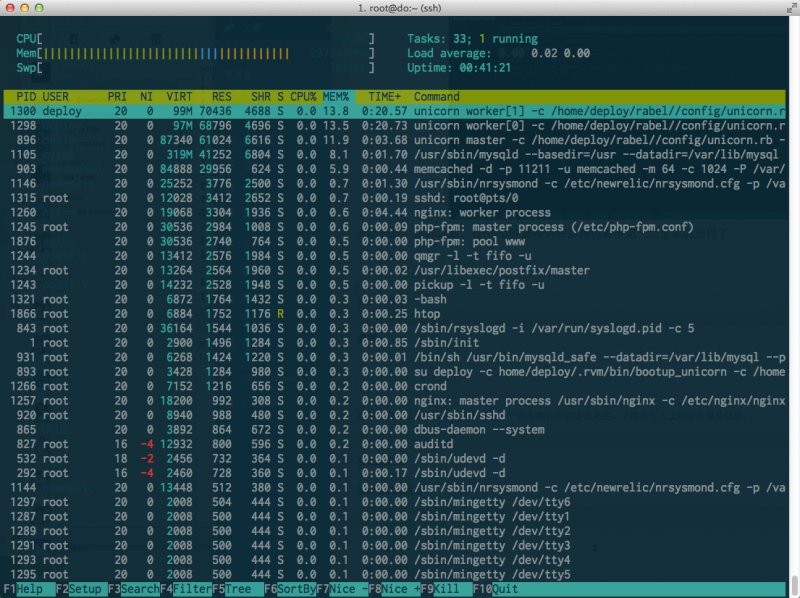 1. root@do:~ (ssh)
CPU[ ] Tasks: 33; 1 running
Mem[|||||||||||||||||||||||||||||||||||||||||||| ] Load average: 0.02 0.00
Swp[ ] Uptime: 00:41:21
PID USER PRI NI VIRT RES SHR S CPU% MEM% TIME+ Command
1300 deploy 20 0 99M 70436 4688 S 0.0 13.8 0:20.57 unicorn worker[1] -c /home/deploy/rabel//config/unicorn.r
1298 20 0 97M 68796 4696 S 0.0 13.5 0:20.73 unicorn worker[0] -c /home/deploy/rabel//config/unicorn.r
896 20 0 87340 61024 6616 S 0.0 11.9 0:03.68 unicorn master -c /home/deploy/rabel//config/unicorn.rb -
1105 20 0 319M 41252 6804 S 0.0 8.1 0:01.70 /usr/sbin/mysqld --basedir=/usr --datadir=/var/lib/mysql
903 20 0 84888 29956 624 S 0.0 5.9 0:00.44 memcached -d -p 11211 -u memcached -m 64 -c 1024 -P /var/
1146 20 0 25252 3776 2500 S 0.0 0.7 0:01.30 /usr/sbin/nrsysmond -c /etc/newrelic/nrsysmond.cfg -p /va
1315 root 20 0 12028 3412 2652 S 0.0 0.7 0:00.19 sshd: root@pts/0
1260 20 0 19068 3304 1936 S 0.0 0.6 0:04.44 nginx: worker process
1245 root 20 0 30536 2984 1008 S 0.0 0.6 0:00.09 php-fpm: master process (/etc/php-fpm.conf)
1876 20 0 30536 2740 764 S 0.0 0.5 0:00.00 php-fpm: pool www
1244 20 0 13412 2576 1984 S 0.0 0.5 0:00.00 qmgr -l -t fifo -u
1234 root 20 0 13264 2564 1960 S 0.0 0.5 0:00.02 /usr/libexec/postfix/master
1243 20 0 14232 2528 1948 S 0.0 0.5 0:00.00 pickup -l -t fifo -u
1321 root 20 0 6872 1764 1432 S 0.0 0.3 0:00.03 -bash
1866 root 20 0 6884 1752 1176 R 0.0 0.3 0:00.25 htop
843 root 20 0 36164 1544 1036 S 0.0 0.3 0:00.00 /sbin/rsyslogd -i /var/run/syslogd.pid -c 5
1 root 20 0 2900 1496 1284 S 0.0 0.3 0:00.85 /sbin/init
931 root 20 0 6268 1424 1220 S 0.0 0.3 0:00.01 /bin/sh /usr/bin/mysqld_safe --datadir=/var/lib/mysql --p
893 root 20 0 3428 1284 980 S 0.0 0.3 0:00.00 su deploy -c home/deploy/.rvm/bin/bootup_unicorn -c /home
1266 root 20 0 7152 1216 656 S 0.0 0.2 0:00.00 crond
1257 root 20 0 18200 992 308 S 0.0 0.2 0:00.00 nginx: master process /usr/sbin/nginx -c /etc/nginx/nginx
920 root 20 0 8940 988 480 S 0.0 0.2 0:00.00 /usr/sbin/sshd
865 20 0 3892 864 672 S 0.0 0.2 0:00.00 dbus-daemon --system
827 root 16 -4 12932 800 596 S 0.0 0.2 0:00.00 auditd
532 root 18 -2 2456 732 364 S 0.0 0.1 0:00.00 /sbin/udevd -d
292 root 16 -4 2460 728 360 S 0.0 0.1 0:00.17 /sbin/udevd -d
1144 20 0 13448 512 380 S 0.0 0.1 0:00.00 /usr/sbin/nrsysmond -c /etc/newrelic/nrsysmond.cfg -p /va
1297 root 20 0 2008 504 444 S 0.0 0.1 0:00.00 /sbin/mingetty /dev/tty6
1287 root 20 0 2008 500 444 S 0.0 0.1 0:00.00 /sbin/mingetty /dev/tty1
1289 root 20 0 2008 500 444 S 0.0 0.1 0:00.00 /sbin/mingetty /dev/tty2
1291 root 20 0 2008 500 444 S 0.0 0.1 0:00.00 /sbin/mingetty /dev/tty3
1293 root 20 0 2008 500 444 S 0.0 0.1 0:00.00 /sbin/mingetty /dev/tty4
1295 root 20 0 2008 500 444 S 0.0 0.1 0:00.00 /sbin/mingetty /dev/tty5
F1Help F2Setup F3SearchF4FilterF5Tree F6SortByF7Nice -F8Nice +F9Kill F10Quit